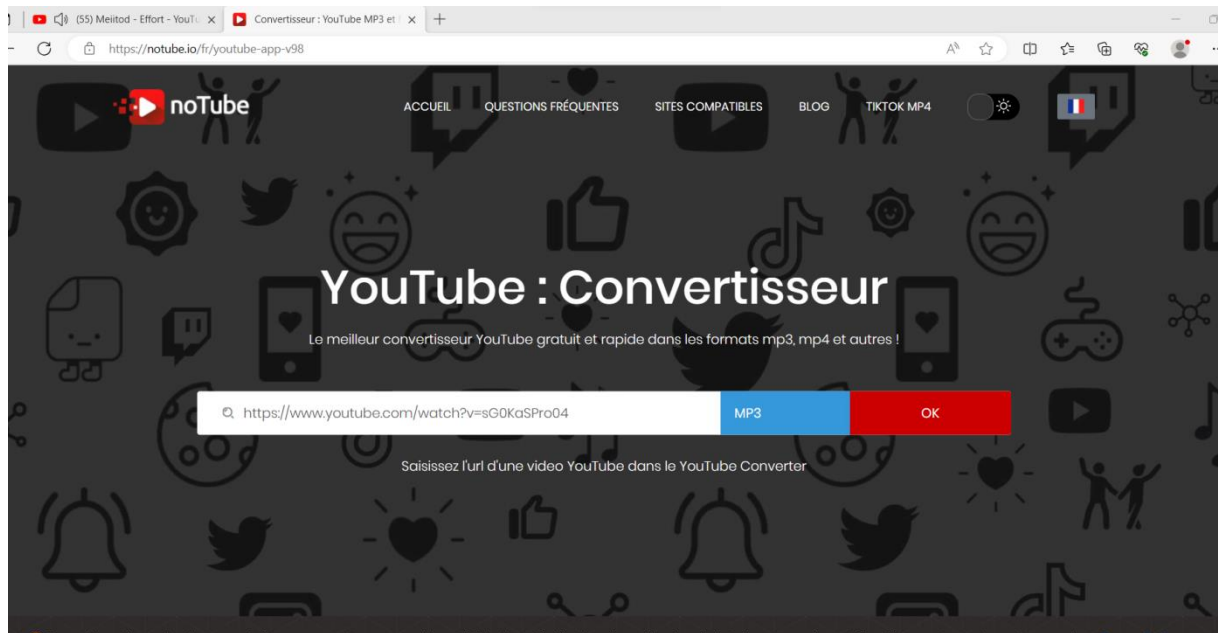 (55) Meiitod - Effort - YouTu
Convertisseur : YouTube MP3 et
https://notube.io/fr/youtube-app-v98
noTube
ACCUEIL
QUESTIONS FRÉQUENTES
SITES COMPATIBLES
BLOG
TIKTOK MP4
YouTube : Convertisseur
Le meilleur convertisseur YouTube gratuit et rapide dans les formats mp3, mp4 et autres !
https://www.youtube.com/watch?v=sG0KaSPro04
MP3
OK
Saisissez l'url d'une video YouTube dans le YouTube Converter